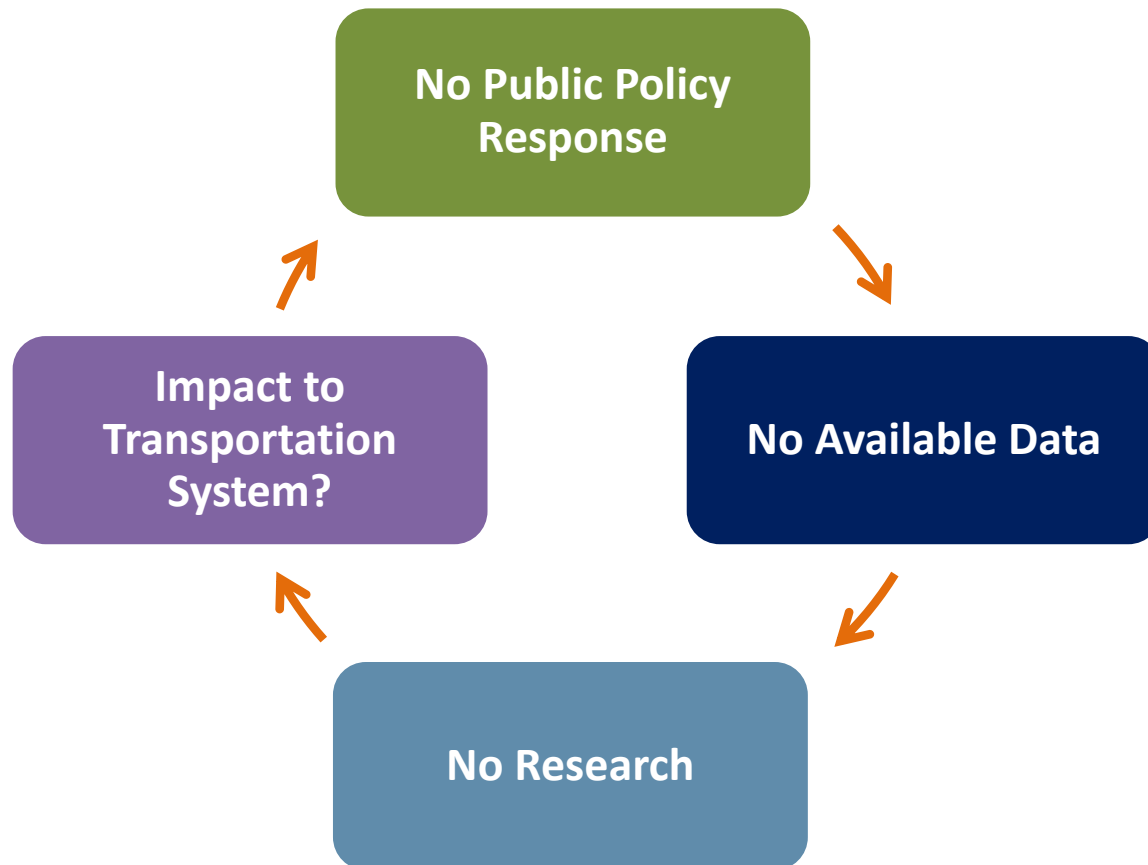 No Public Policy
Response
Impact to
Transportation
System?
No Available Data
No Research